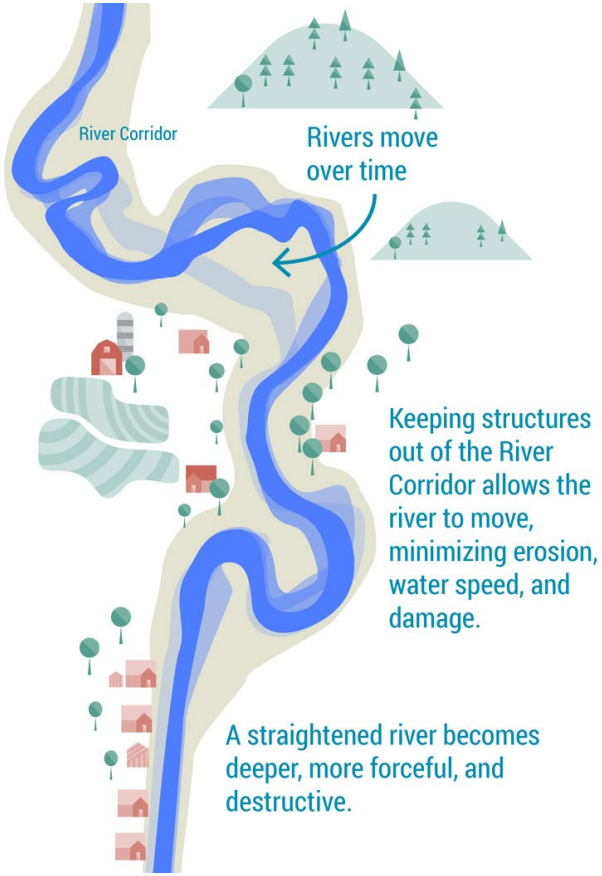 River Corridor
Rivers move
over time
Keeping structures
out of the River
Corridor allows the
river to move,
minimizing erosion,
water speed, and
damage.
A straightened river becomes
deeper, more forceful, and
destructive.